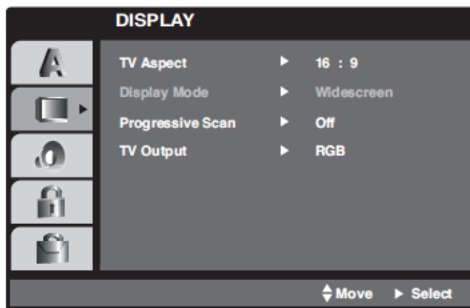 DISPLAY
TV Aspect ► 16 : 9
Display Mode ► Widescreen
Progressive Scan ► Off
TV Output ► RGB
Move ► Select